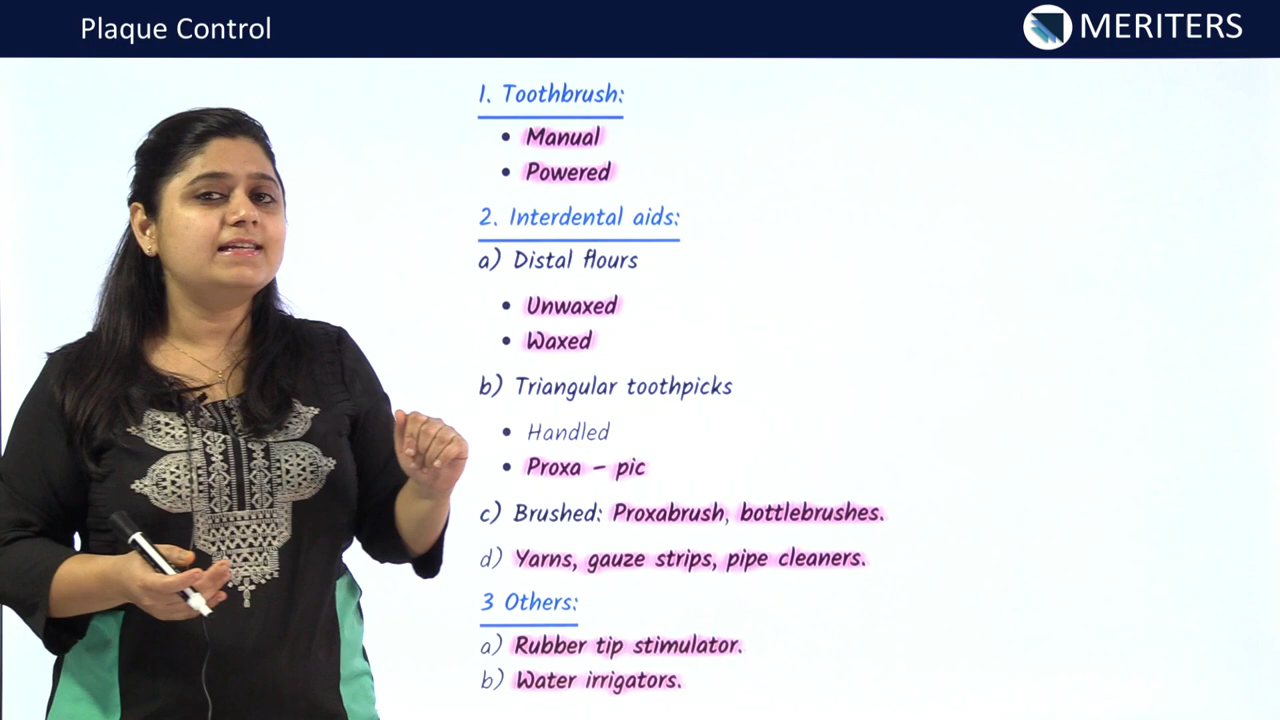 Plaque Control
MERITERS
1. Toothbrush:
• Manual
• Powered
2. Interdental aids:
a) Distal flours
• Unwaxed
• Waxed
b) Triangular toothpicks
• Handled
• Proxa - pic
c) Brushed: Proxabrush, bottlebrushes.
d) Yarns, gauze strips, pipe cleaners.
3 Others:
a) Rubber tip stimulator.
b) Water irrigators.